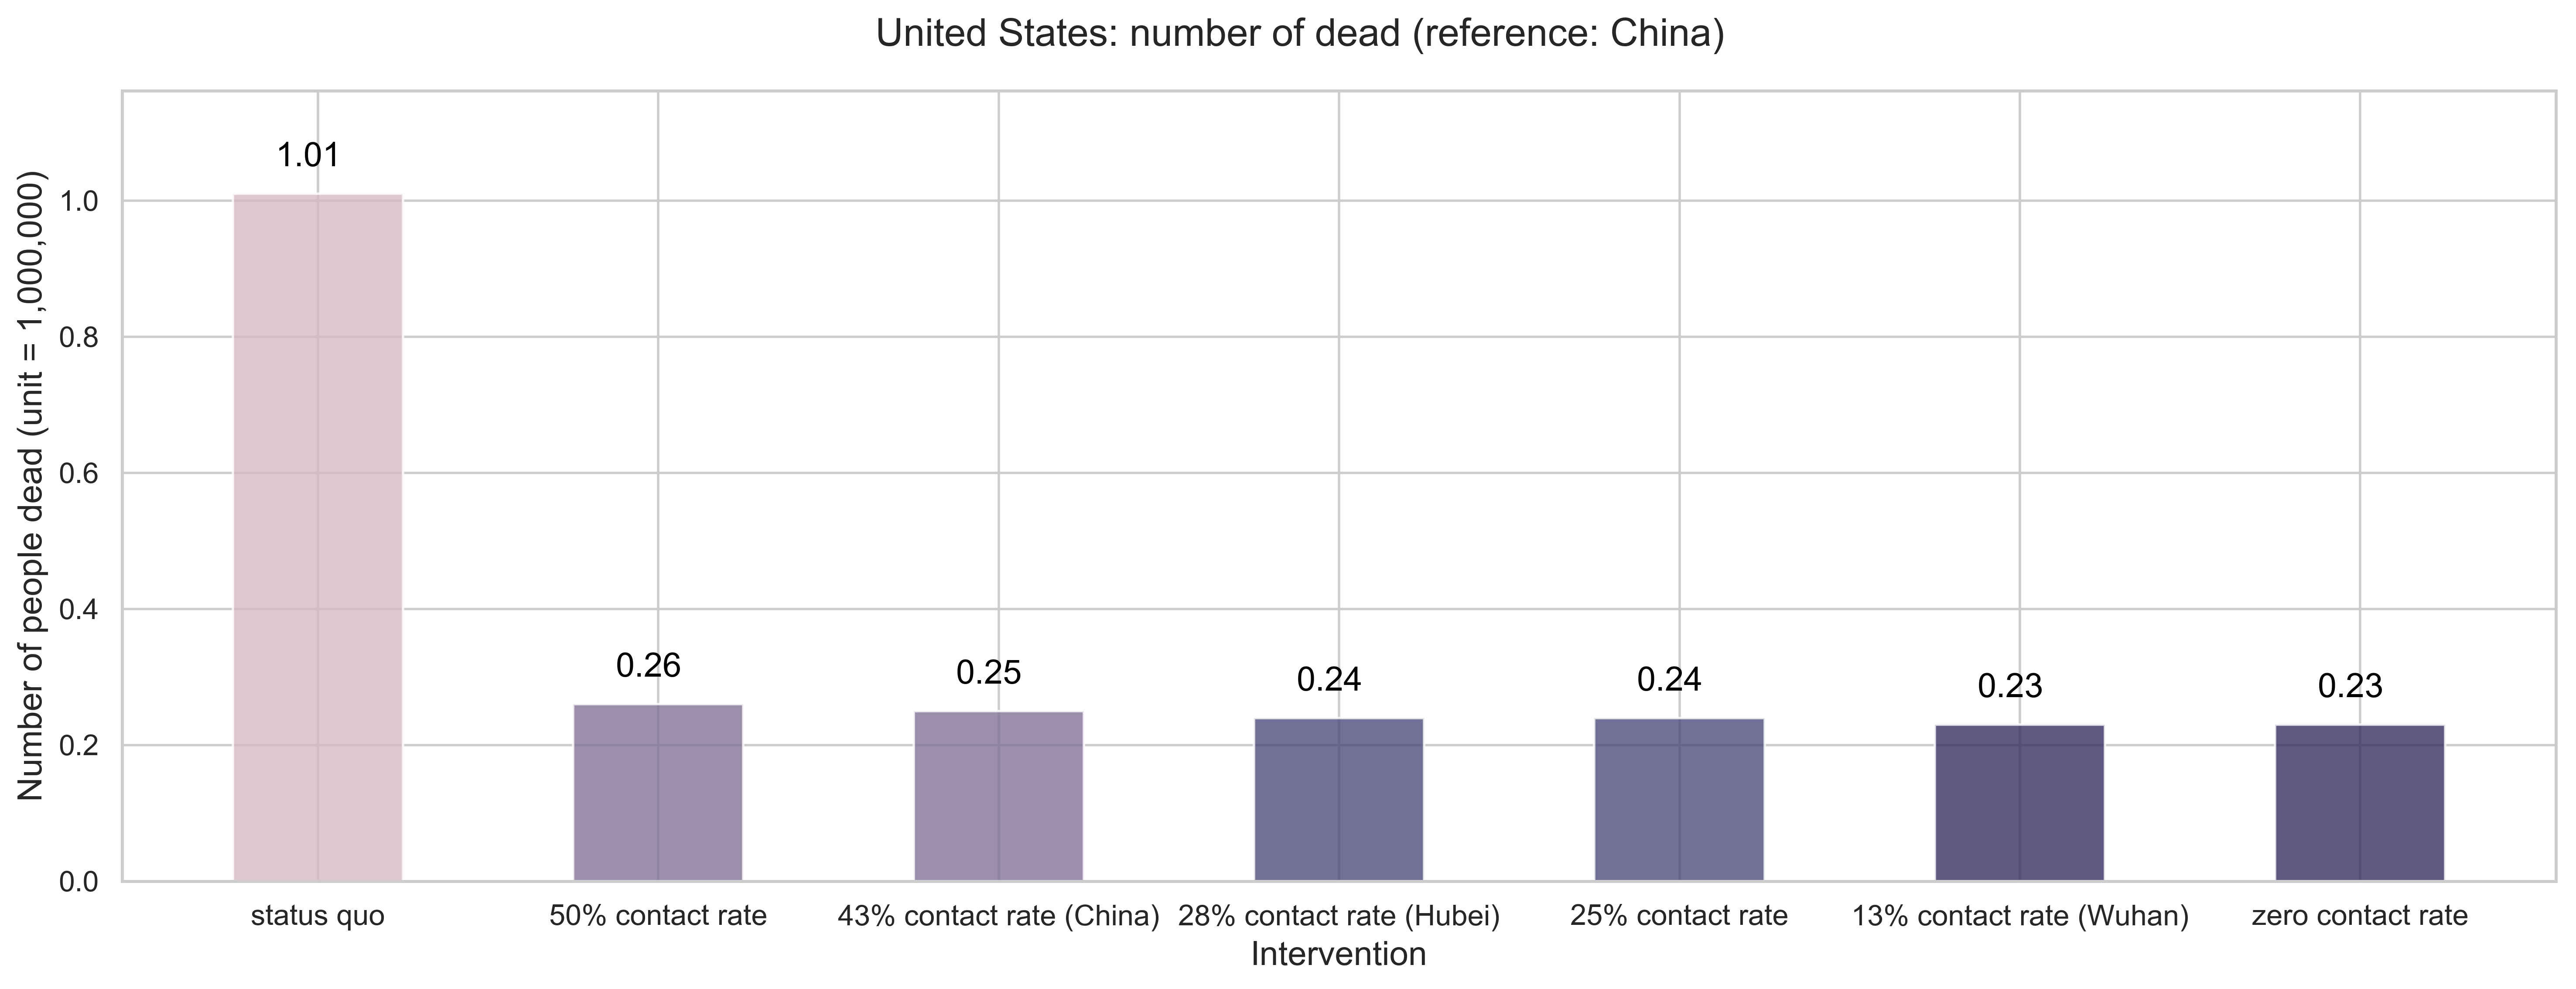 United States: number of dead (reference: China)
Number of people dead (unit = 1,000,000)
1.0
0.8
0.6
0.4
0.2
0.0
1.01
0.26
0.25
0.24
0.24
0.23
0.23
status quo
50% contact rate
43% contact rate (China)
28% contact rate (Hubei)
25% contact rate
13% contact rate (Wuhan)
zero contact rate
Intervention